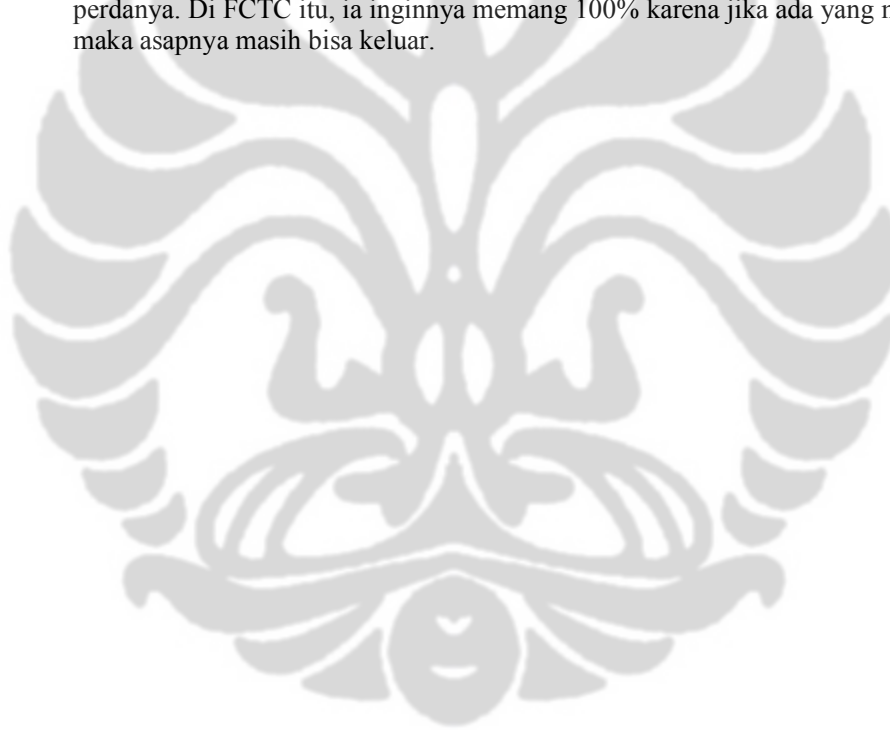 perdanya. Di FCTC itu, ia inginnya memang 100% karena jika ada yang
maka asapnya masih bisa keluar.